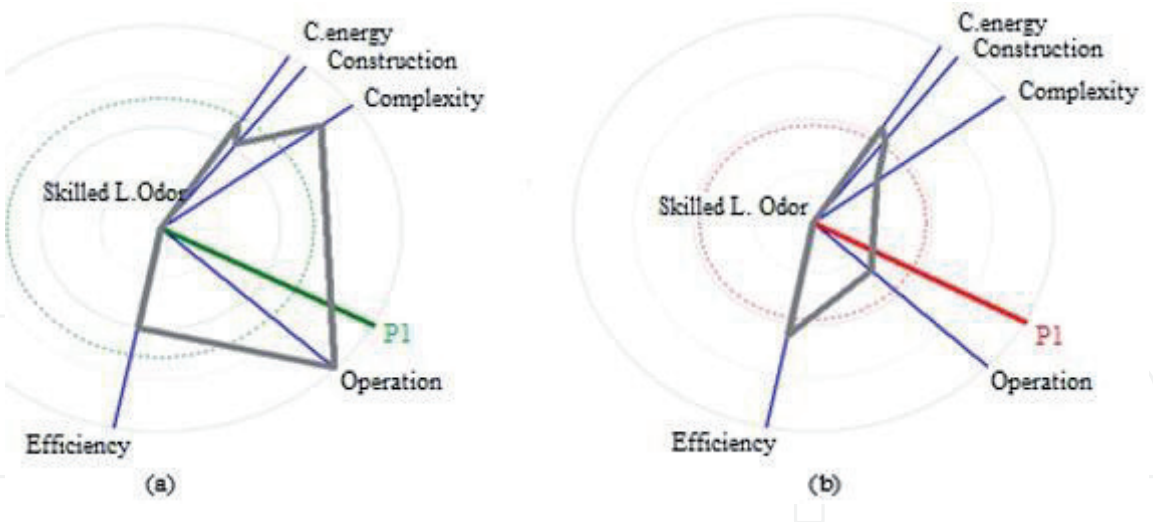 C.energy
Construction
Complexity
Skilled L.Odor
P1
Operation
Efficiency
(a)
C.energy
Construction
Complexity
Skilled L. Odor
P1
Operation
Efficiency
(b)